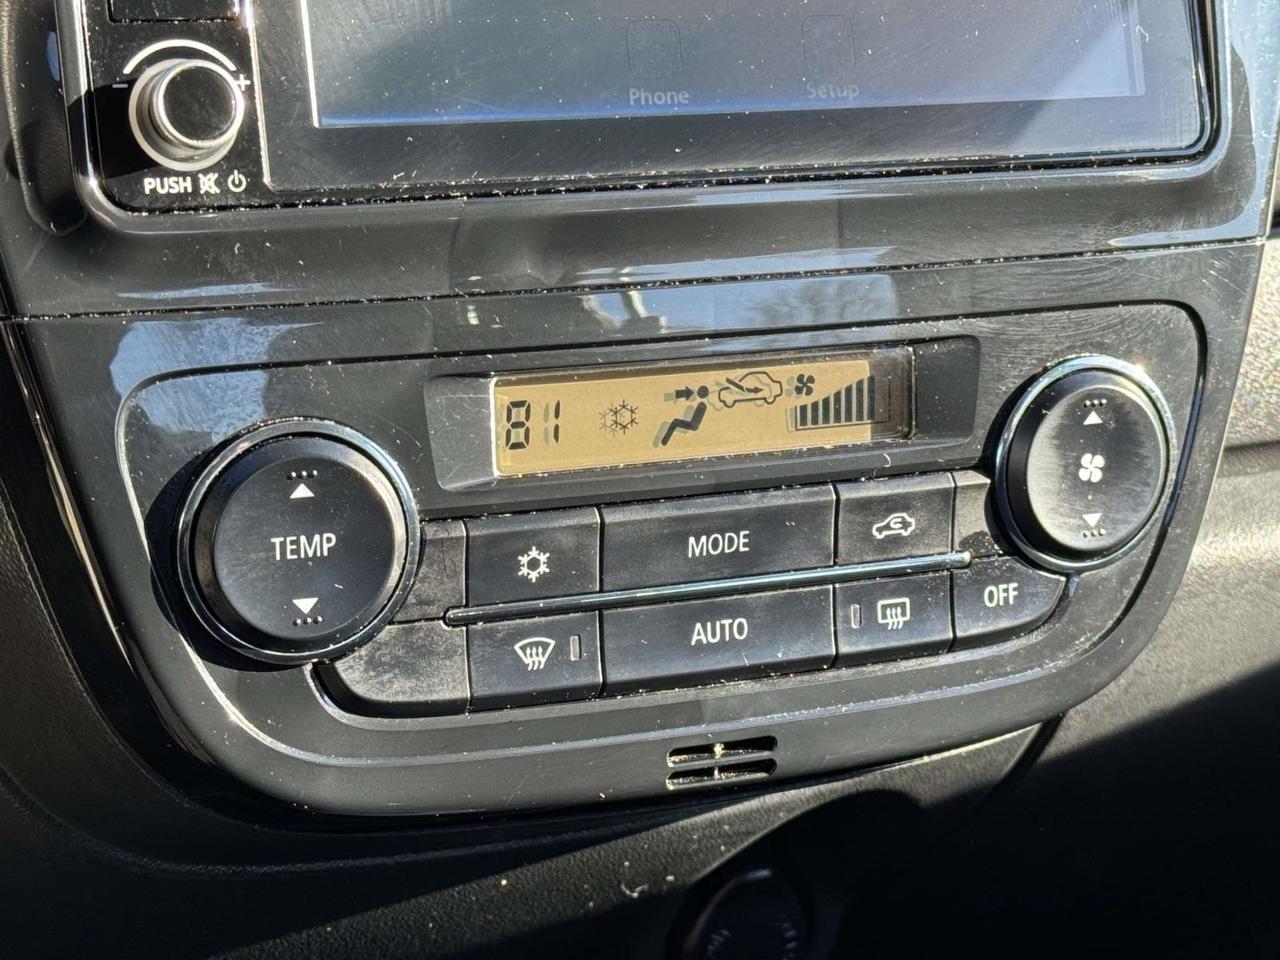 Phone
Setup
- +
PUSH
81
TEMP
MODE
AUTO
OFF